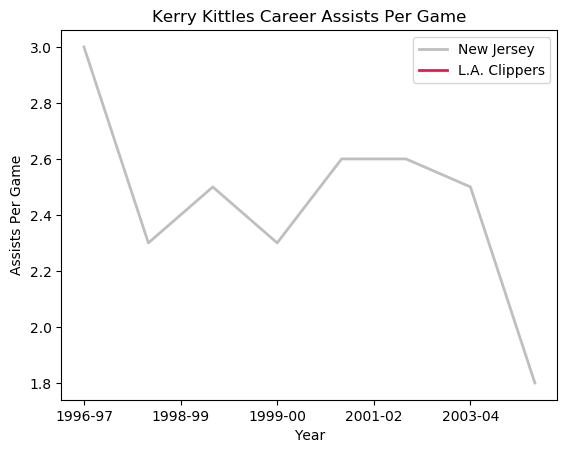 Kerry Kittles Career Assists Per Game
New Jersey
L.A. Clippers
Assists Per Game
3.0
2.8
2.6
2.4
2.2
2.0
1.8
1996-97 1998-99 1999-00 2001-02 2003-04
Year